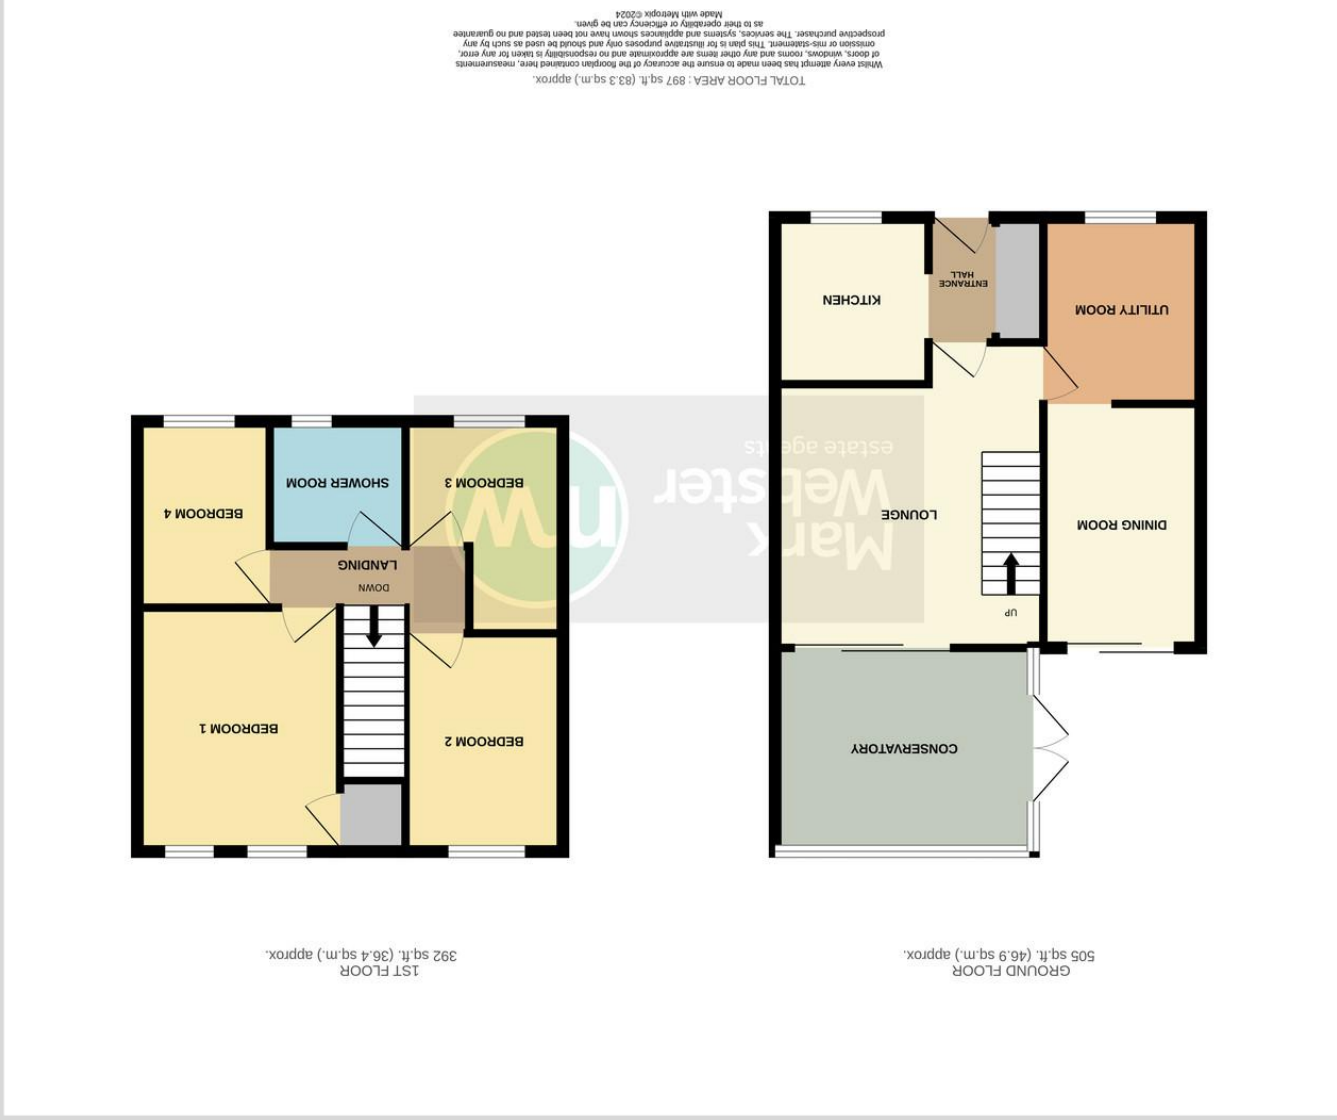 GROUND FLOOR
505 sq.ft. (46.9 sq.m.) approx.
1ST FLOOR
392 sq.ft. (36.4 sq.m.) approx.
CONSERVATORY
UP
DINING ROOM
LOUNGE
UTILITY ROOM
KITCHEN
ENTRANCE
HALL
BEDROOM 2
BEDROOM 1
DOWN
LANDING
BEDROOM 3
SHOWER ROOM
BEDROOM 4
Mark
Webster
estate agents
mw
TOTAL FLOOR AREA : 897 sq.ft. (83.3 sq.m.) approx.
Whilst every attempt has been made to ensure the accuracy of the floorplan contained here, measurements
of doors, windows, rooms and any other items are approximate and no responsibility is taken for any error,
omission or mis-statement. This plan is for illustrative purposes only and should be used as such by any
prospective purchaser. The services, systems and appliances shown have not been tested and no guarantee
as to their operability or efficiency can be given.
Made with Metropix ©2024